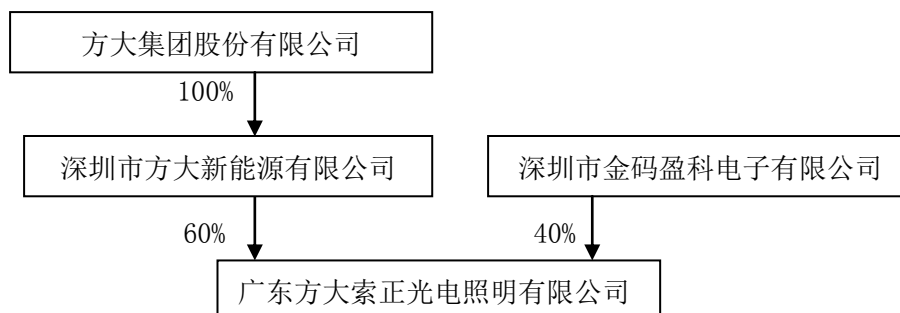 方大集团股份有限公司
100%
深圳市方大新能源有限公司
深圳市金码盈科电子有限公司
60%
40%
广东方大索正光电照明有限公司